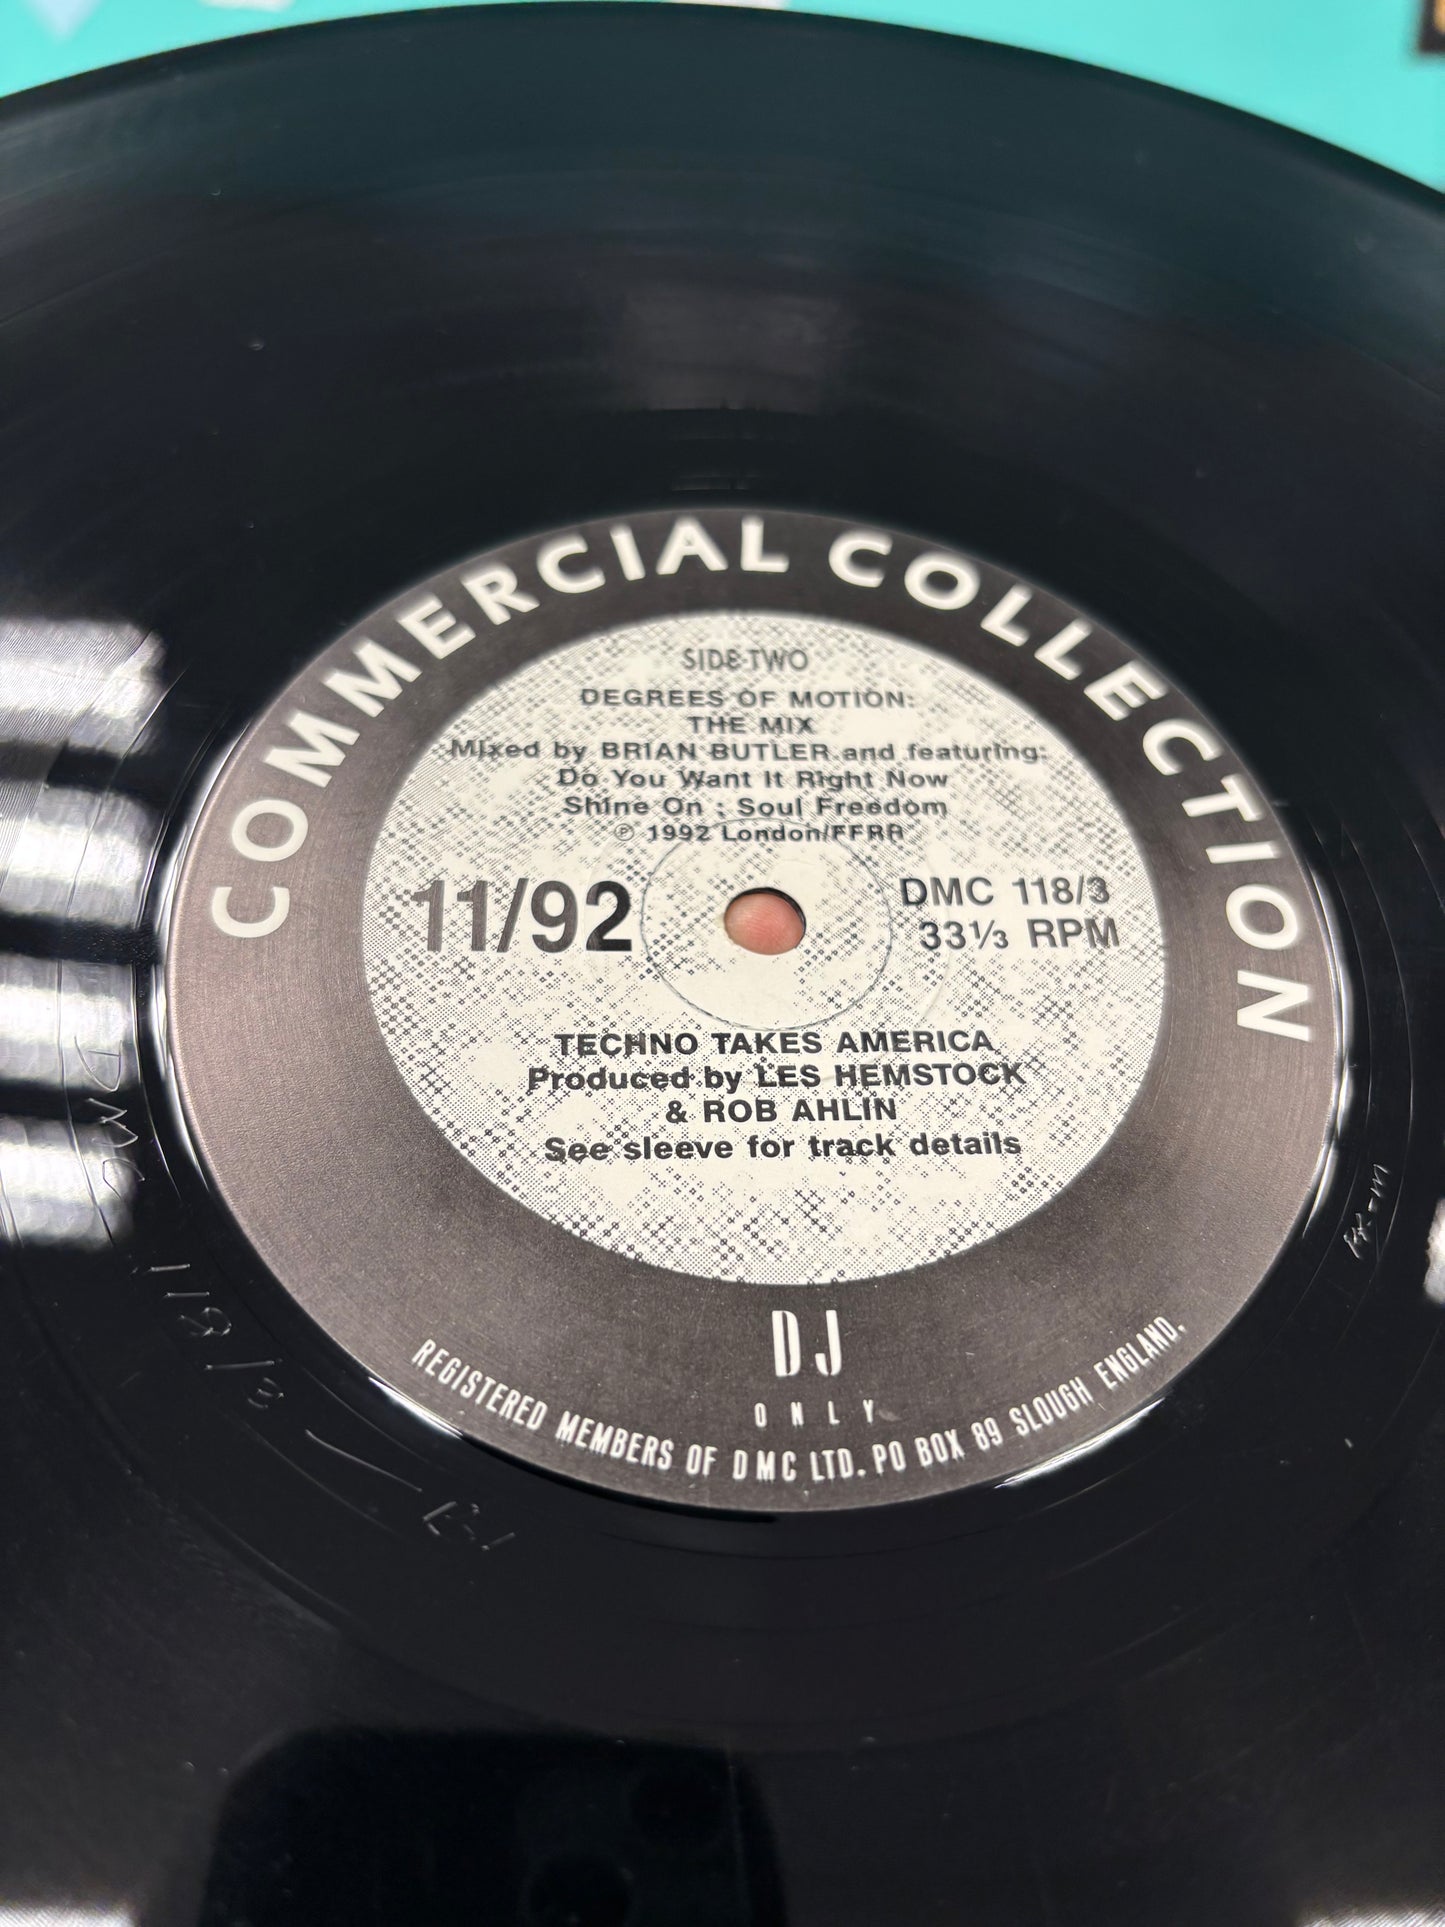 COMMERCIAL COLLECTION
SIDE TWO
DEGREES OF MOTION:
THE MIX
Mixed by BRIAN BUTLER and featuring:
Do You Want It Right Now
Shine On : Soul Freedom
℗ 1992 London/FFRR
11/92
DMC 118/3
33⅓ RPM
TECHNO TAKES AMERICA
Produced by LES HEMSTOCK
& ROB AHLIN
See sleeve for track details
DJ
ONLY
REGISTERED MEMBERS OF DMC LTD. PO BOX 89 SLOUGH ENGLAND.
DMC 118/3